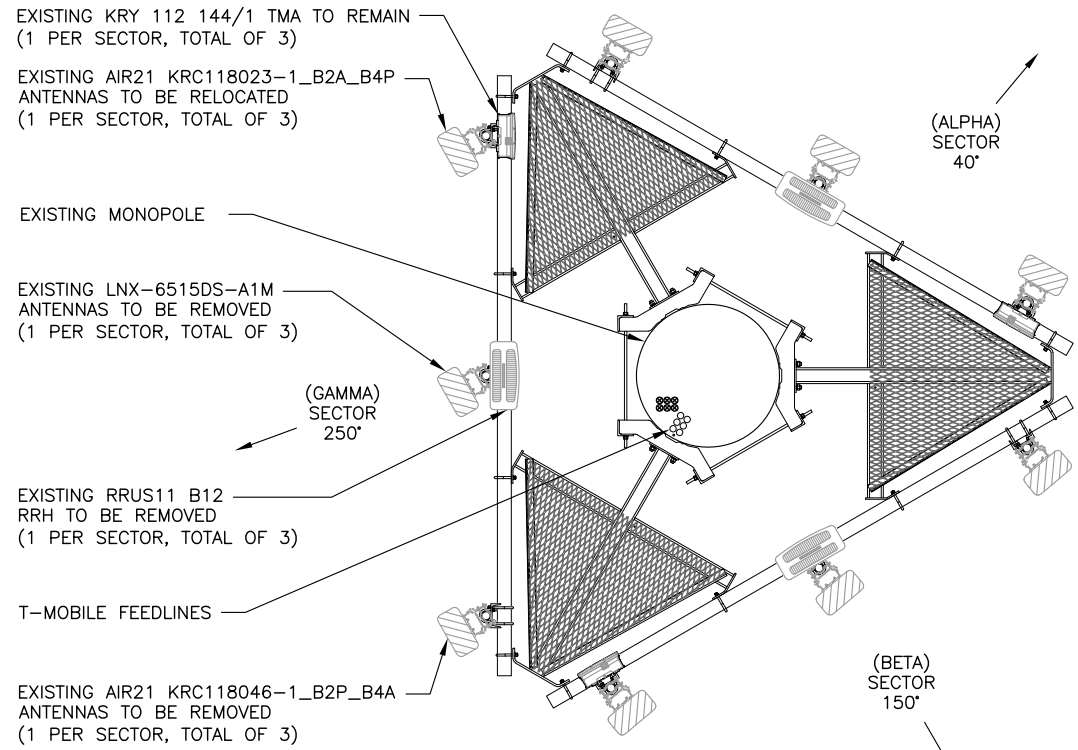 EXISTING KRY 112 144/1 TMA TO REMAIN
(1 PER SECTOR, TOTAL OF 3)
EXISTING AIR21 KRC118023-1_B2A_B4P
ANTENNAS TO BE RELOCATED
(1 PER SECTOR, TOTAL OF 3)
(ALPHA)
SECTOR
40°
EXISTING MONOPOLE
EXISTING LNX-6515DS-A1M
ANTENNAS TO BE REMOVED
(1 PER SECTOR, TOTAL OF 3)
(GAMMA)
SECTOR
250°
EXISTING RRUS11 B12
RRH TO BE REMOVED
(1 PER SECTOR, TOTAL OF 3)
T-MOBILE FEEDLINES
(BETA)
SECTOR
150°
EXISTING AIR21 KRC118046-1_B2P_B4A
ANTENNAS TO BE REMOVED
(1 PER SECTOR, TOTAL OF 3)